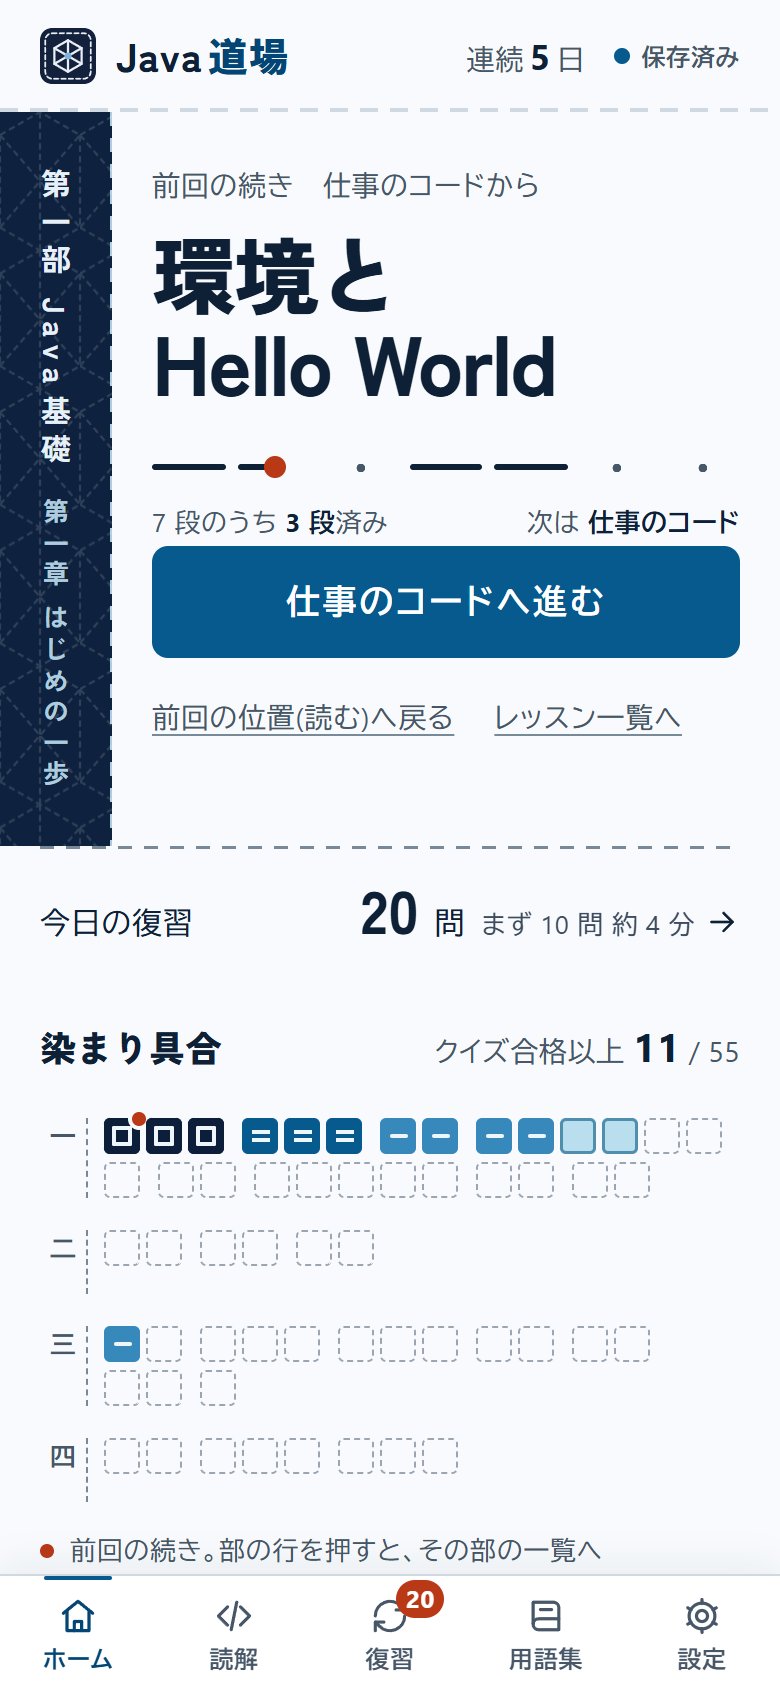 Java 道場
連続 5 日
保存済み
第一部 Java 基礎 第一章 はじめの一歩
前回の続き 仕事のコードから
環境と
Hello World
7 段のうち 3 段済み
次は 仕事のコード
仕事のコードへ進む
前回の位置(読む)へ戻る レッスン一覧へ
今日の復習 20 問 まず 10 問 約 4 分 →
染まり具合 クイズ合格以上 11 / 55
一
二
三
四
前回の続き。部の行を押すと、その部の一覧へ
20
ホーム 読解 復習 用語集 設定